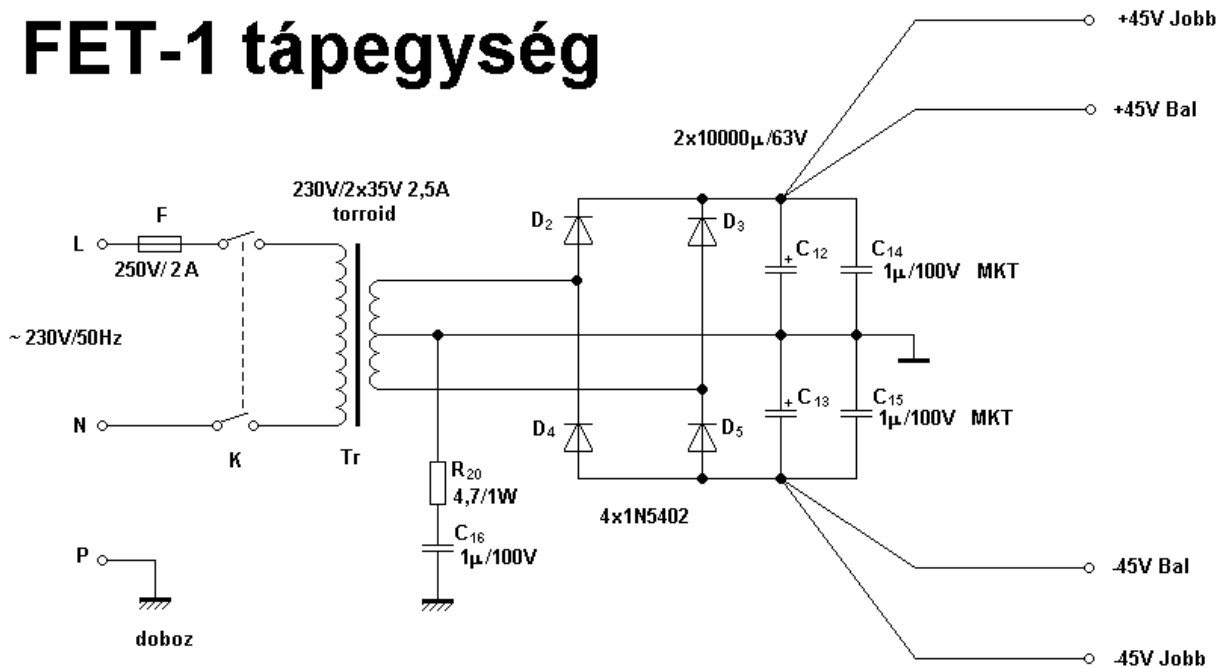 FET-1 tápegység
+45V Jobb
+45V Bal
2x10000µ/63V
230V/2x35V 2,5A
torroid
F
L
250V/2 A
D2
D3
+ C12
C14
1µ/100V MKT
~ 230V/50Hz
+ C13
C15
1µ/100V MKT
N
K
Tr
D4
D5
R20
4,7/1W
4x1N5402
C16
1µ/100V
P
doboz
-45V Bal
-45V Jobb